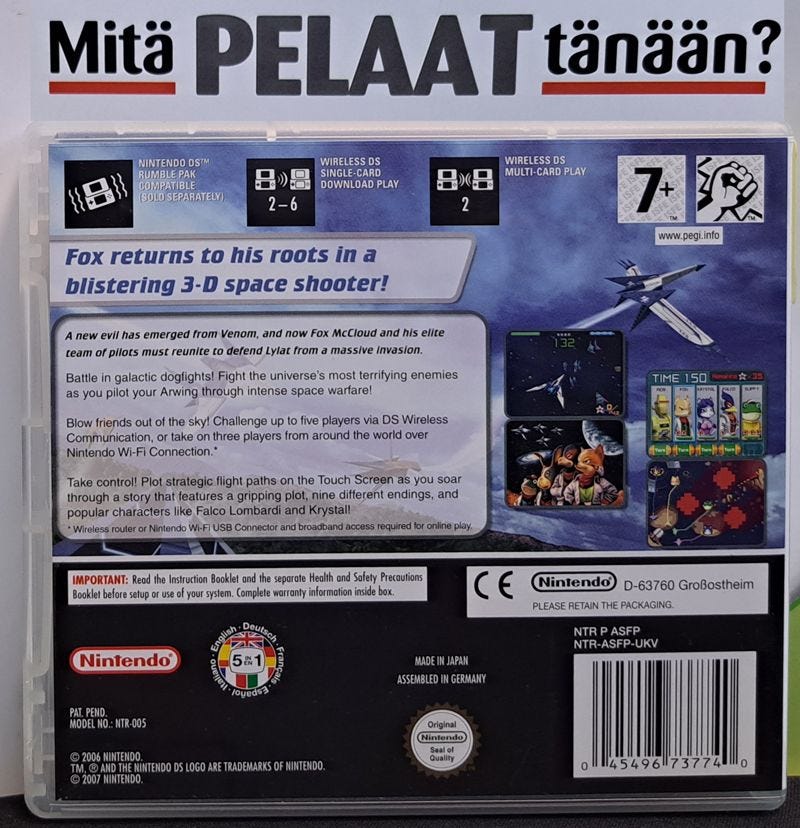 Mitä PELAAT tänään?
NINTENDO DS™
RUMBLE PAK
COMPATIBLE
(SOLD SEPARATELY)
2–6
WIRELESS DS
SINGLE-CARD
DOWNLOAD PLAY
2
WIRELESS DS
MULTI-CARD PLAY
7+
TM
TM
www.pegi.info
Fox returns to his roots in a
blistering 3-D space shooter!
A new evil has emerged from Venom, and now Fox McCloud and his elite
team of pilots must reunite to defend Lylat from a massive invasion.
Battle in galactic dogfights! Fight the universe's most terrifying enemies
as you pilot your Arwing through intense space warfare!
Blow friends out of the sky! Challenge up to five players via DS Wireless
Communication, or take on three players from around the world over
Nintendo Wi-Fi Connection.*
Take control! Plot strategic flight paths on the Touch Screen as you soar
through a story that features a gripping plot, nine different endings, and
popular characters like Falco Lombardi and Krystal!
* Wireless router or Nintendo Wi-Fi USB Connector and broadband access required for online play.
132
TIME 150
35
IMPORTANT: Read the Instruction Booklet and the separate Health and Safety Precautions
Booklet before setup or use of your system. Complete warranty information inside box.
CE Nintendo D-63760 Großostheim
PLEASE RETAIN THE PACKAGING.
NTR P ASFP
NTR-ASFP-UKV
Nintendo
English · Deutsch · Français · Español · Italiano
5 IN EN 1
MADE IN JAPAN
ASSEMBLED IN GERMANY
PAT. PEND.
MODEL NO.: NTR-005
Original
Nintendo
Seal of
Quality
© 2006 NINTENDO.
TM, ® AND THE NINTENDO DS LOGO ARE TRADEMARKS OF NINTENDO.
© 2007 NINTENDO.
0 45496 73774 0